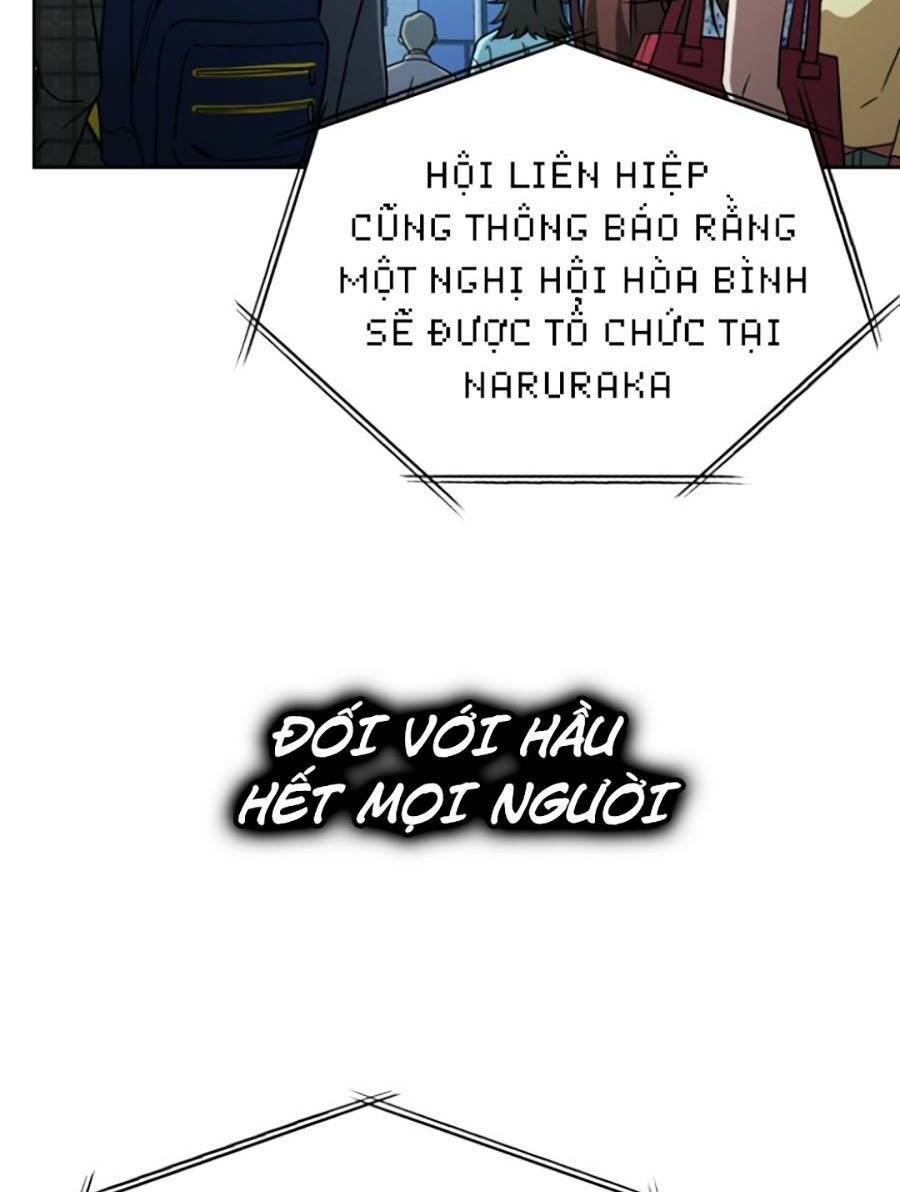 HỘI LIÊN HIỆP
CŨNG THÔNG BÁO RẰNG
MỘT NGHỊ HỘI HÒA BÌNH
SẼ ĐƯỢC TỔ CHỨC TẠI
NARURAKA
ĐỐI VỚI HẦU
HẾT MỌI NGƯỜI